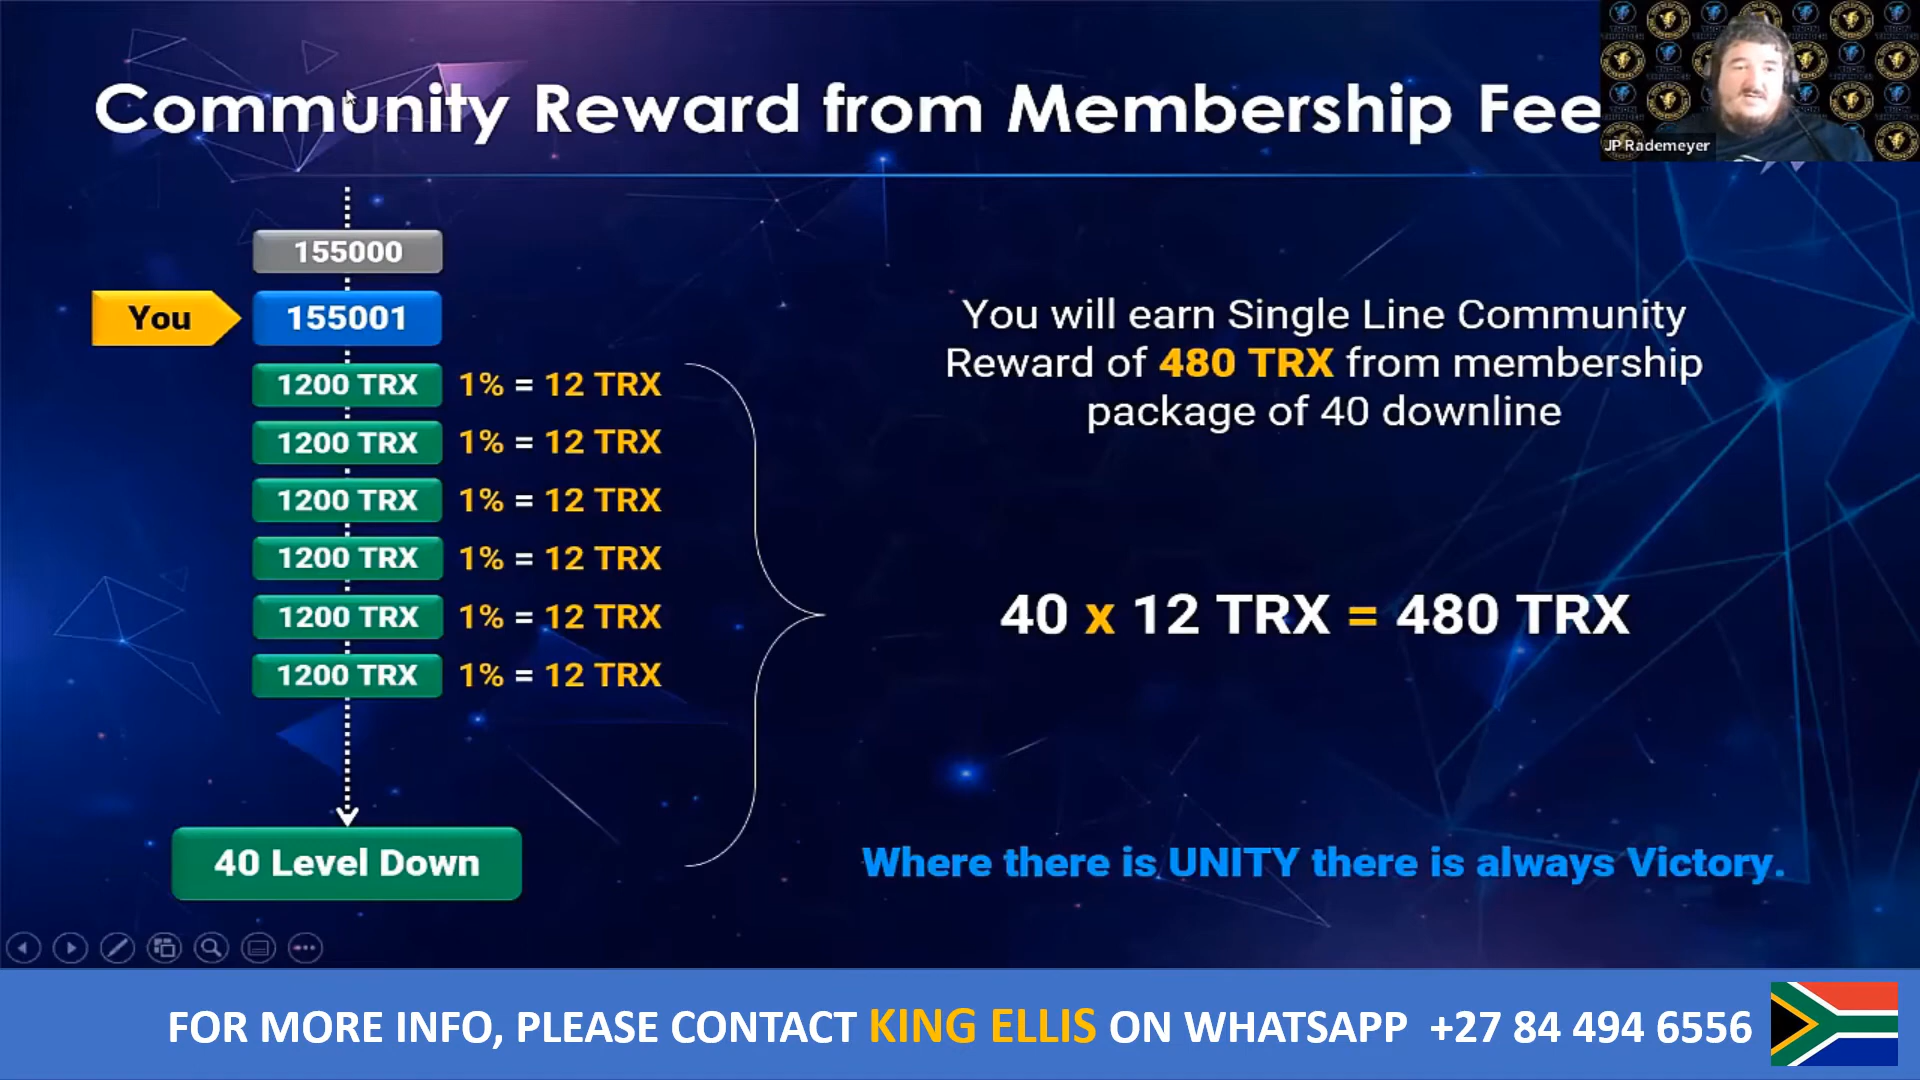 Community Reward from Membership Fee
JP Rademeyer
155000
You
155001
1200 TRX 1% = 12 TRX
1200 TRX 1% = 12 TRX
1200 TRX 1% = 12 TRX
1200 TRX 1% = 12 TRX
1200 TRX 1% = 12 TRX
1200 TRX 1% = 12 TRX
40 Level Down
You will earn Single Line Community
Reward of 480 TRX from membership
package of 40 downline
40 x 12 TRX = 480 TRX
Where there is UNITY there is always Victory.
FOR MORE INFO, PLEASE CONTACT KING ELLIS ON WHATSAPP +27 84 494 6556